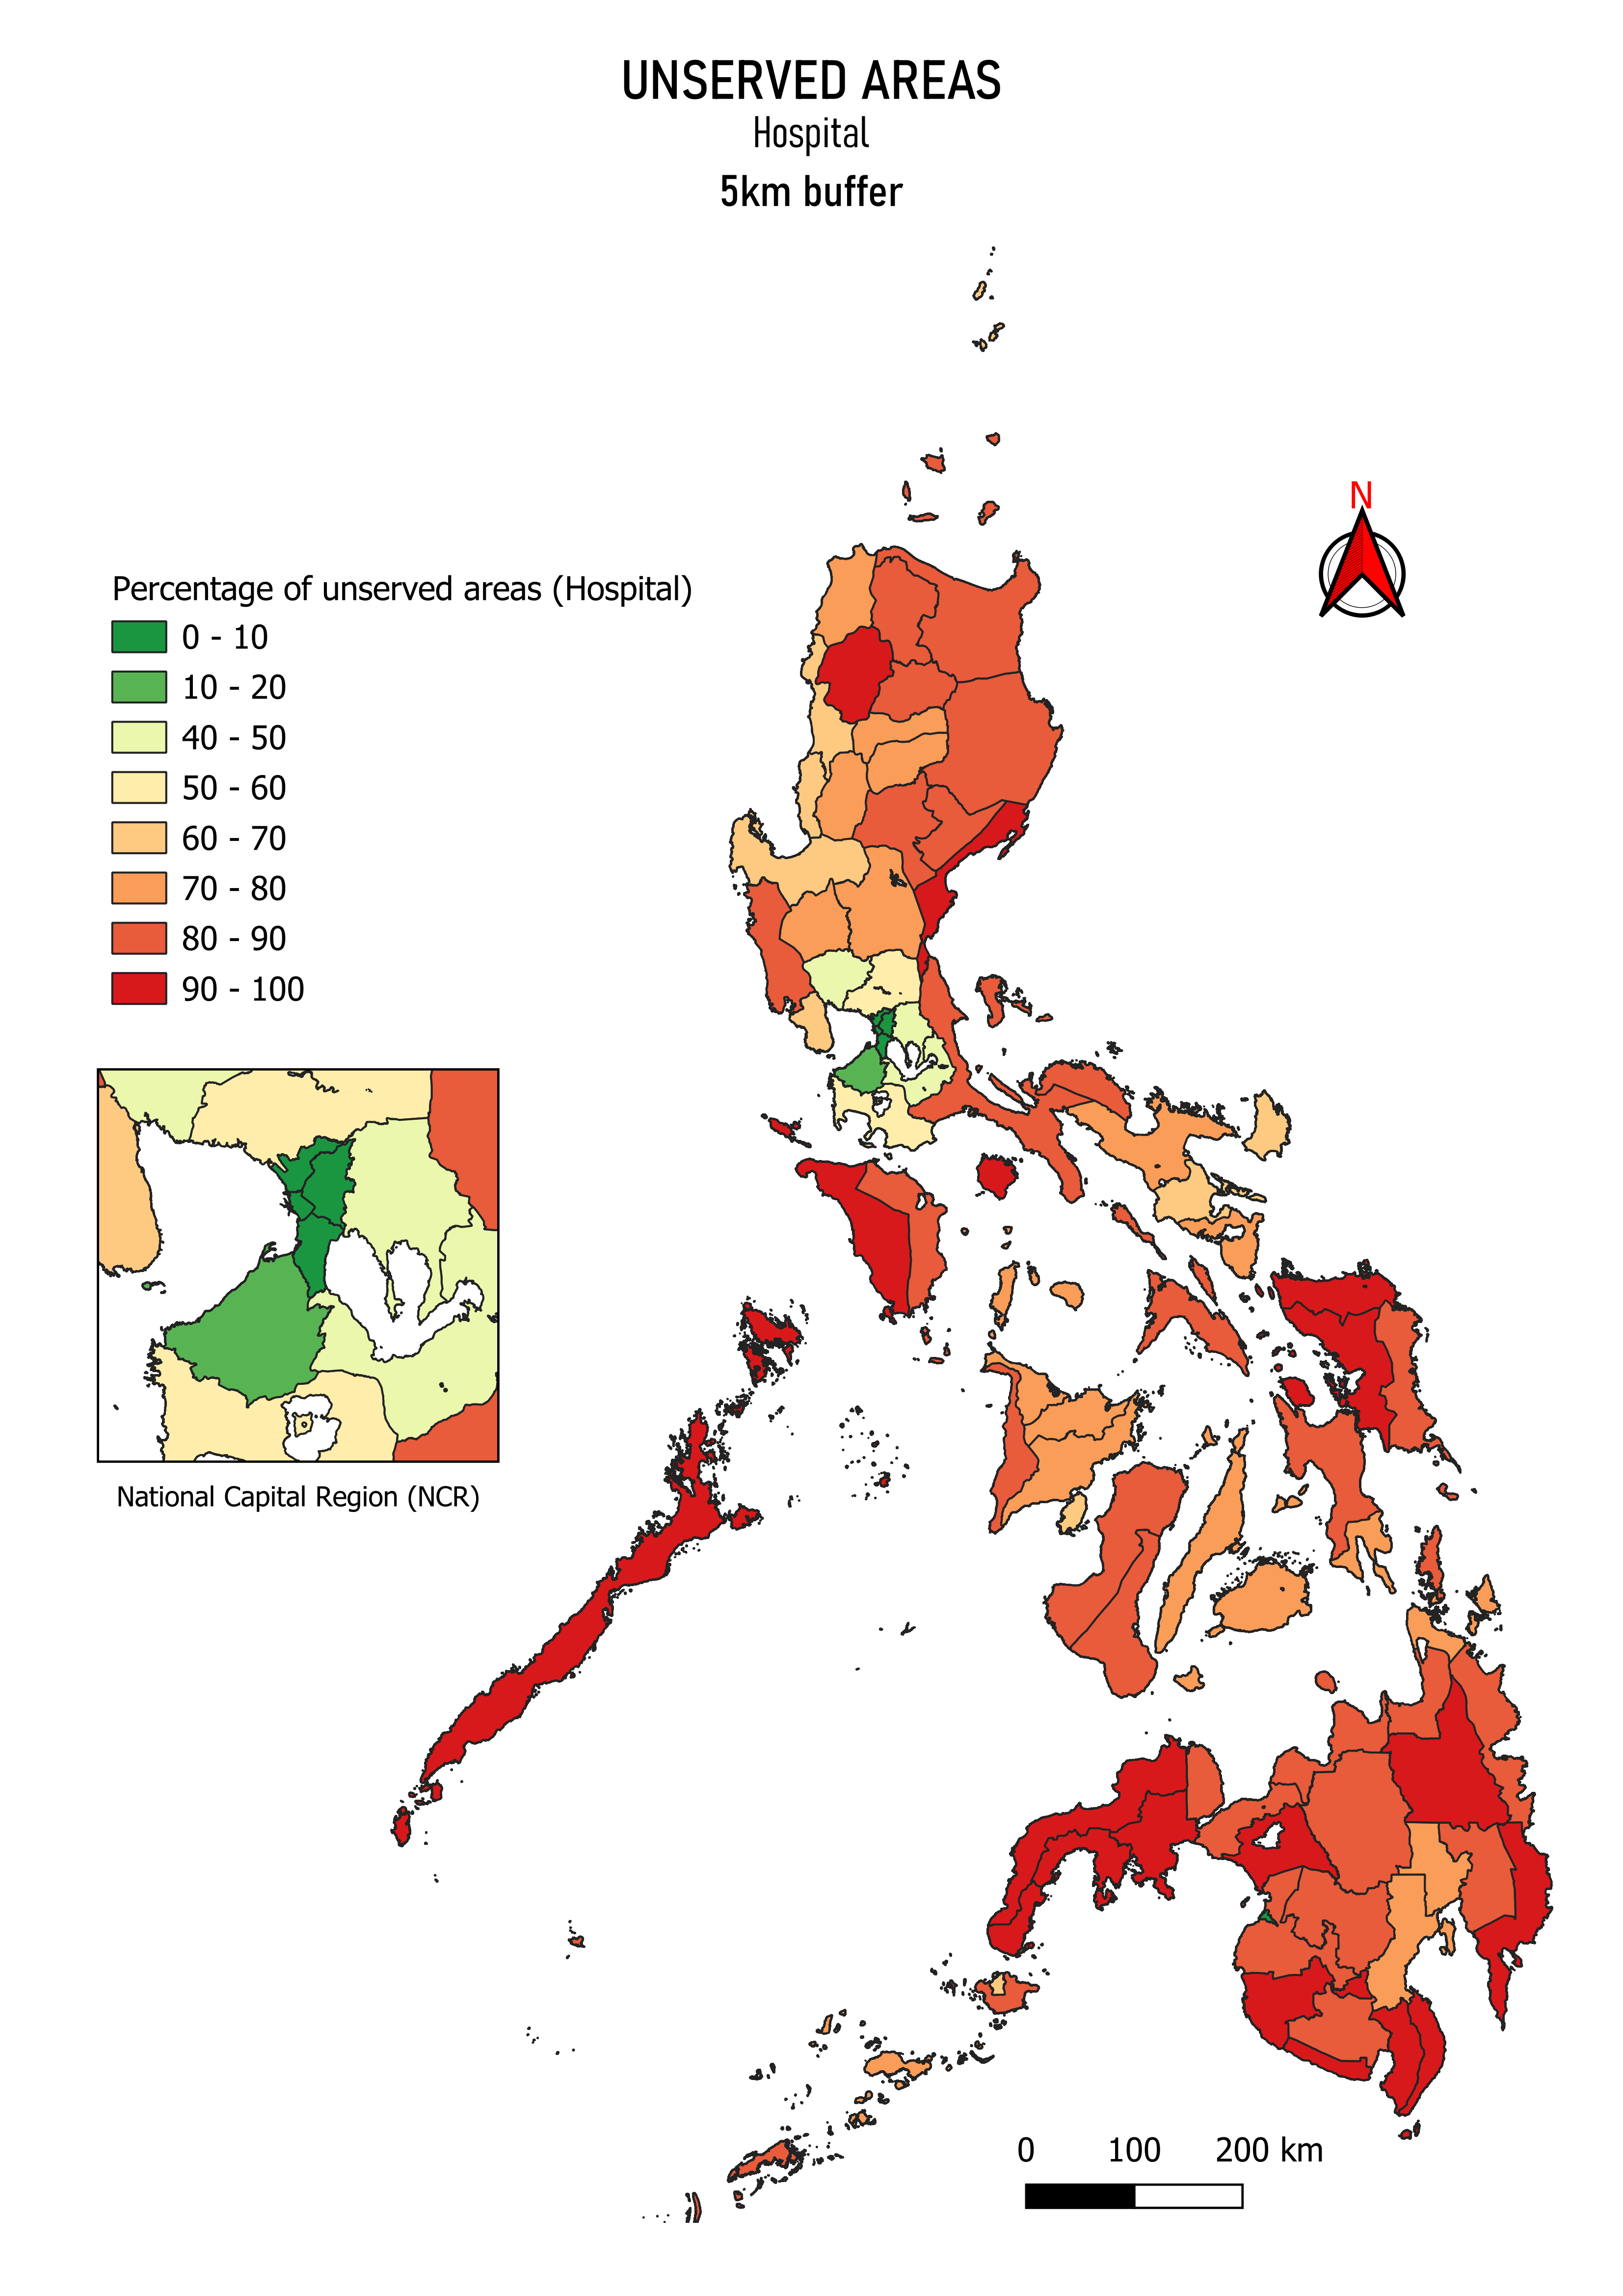 UNSERVED AREAS
Hospital
5km buffer
N
Percentage of unserved areas (Hospital)
0 - 10
10 - 20
40 - 50
50 - 60
60 - 70
70 - 80
80 - 90
90 - 100
National Capital Region (NCR)
0 100 200 km